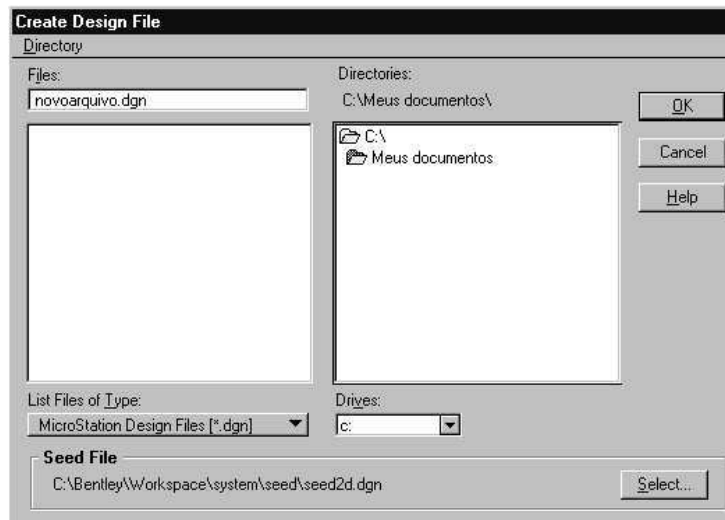 Create Design File
Directory
Files:
novoarquivo.dgn
Directories:
C:\Meus documentos\
C:\
Meus documentos
OK
Cancel
Help
List Files of Type:
MicroStation Design Files [*.dgn]
Drives:
c:
Seed File
C:\Bentley\Workspace\system\seed\seed2d.dgn
Select...